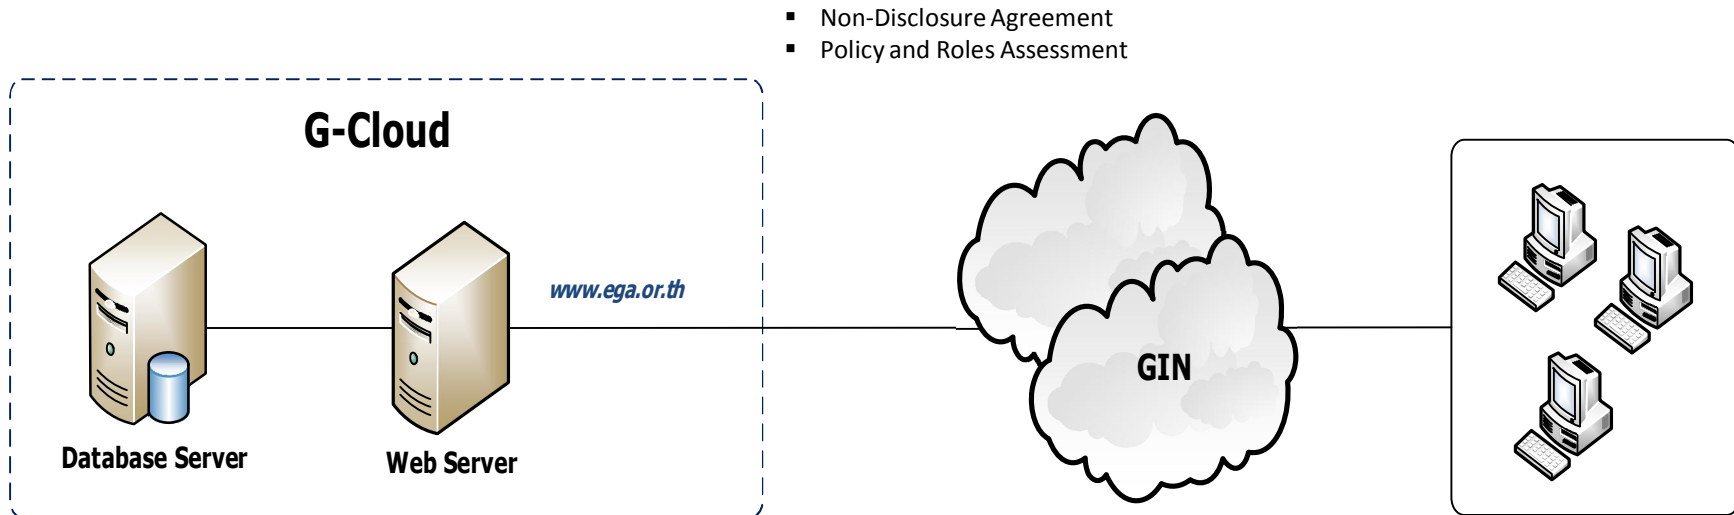 Non-Disclosure Agreement
Policy and Roles Assessment
G-Cloud
www.ega.or.th
GIN
Database Server
Web Server